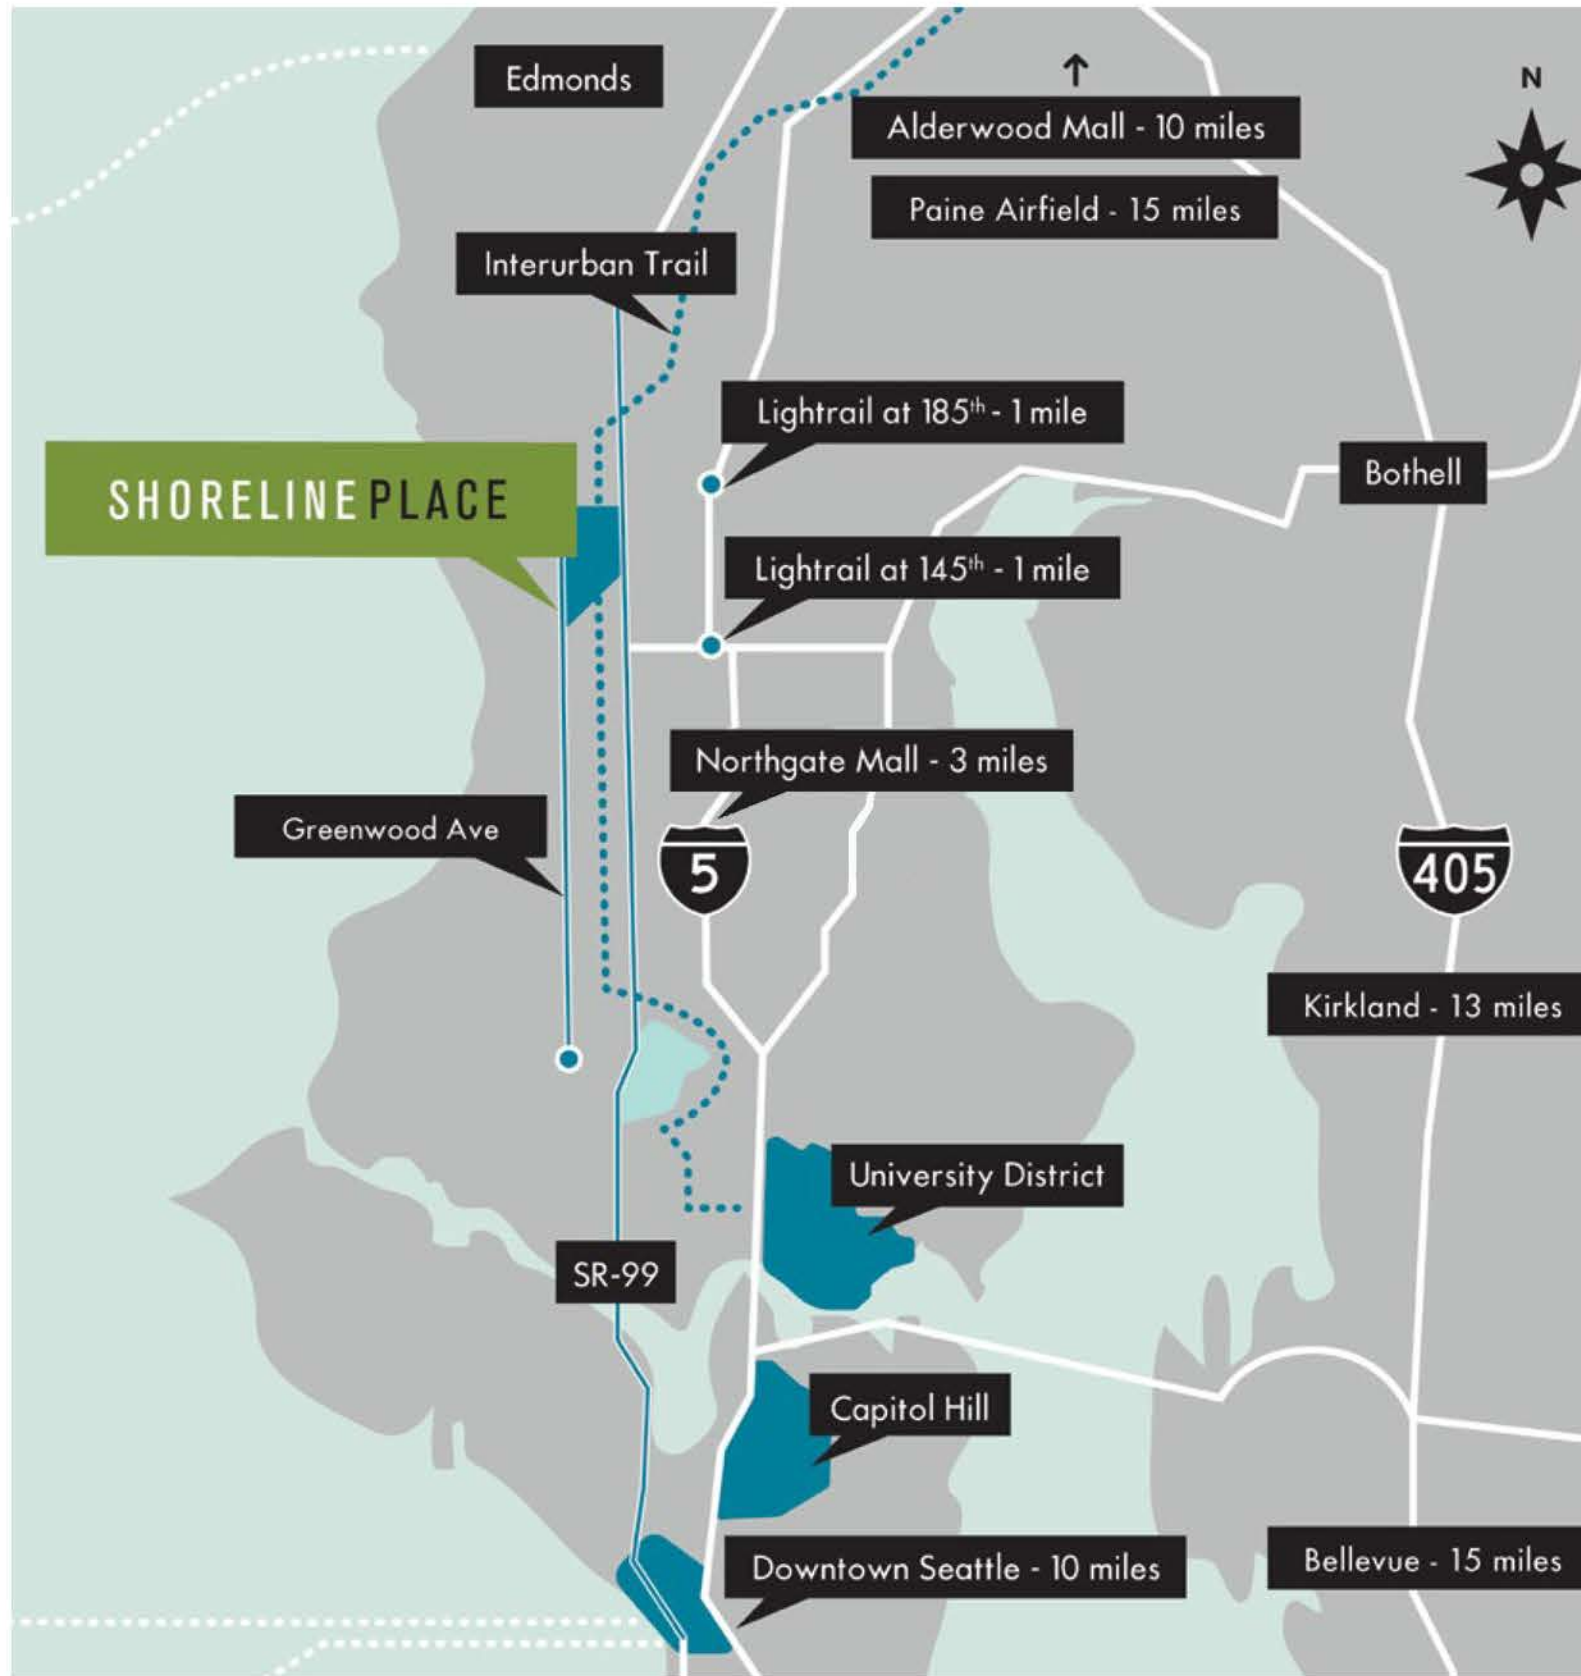 Edmonds
N
Alderwood Mall - 10 miles
Paine Airfield - 15 miles
Interurban Trail
Lightrail at 185th - 1 mile
SHORELINE PLACE
Bothell
Lightrail at 145th - 1 mile
Northgate Mall - 3 miles
Greenwood Ave
5
405
Kirkland - 13 miles
University District
SR-99
Capitol Hill
Downtown Seattle - 10 miles
Bellevue - 15 miles